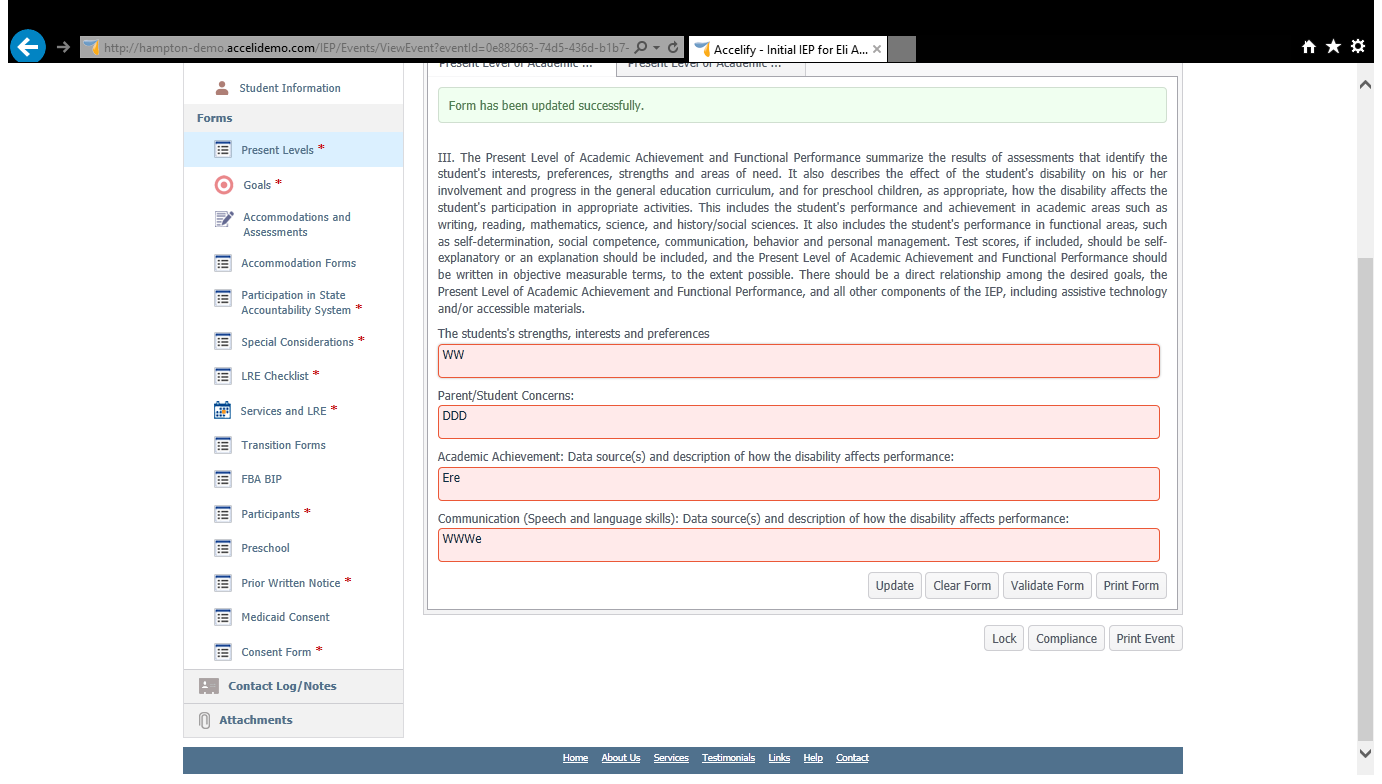 http://hampton-demo.accelidemo.com/IEP/Events/ViewEvent?eventId=0e882663-74d5-436d-b1b7-
Accelify - Initial IEP for Eli A...
Present Level of Academic ...
Present Level of Academic ...
Student Information
Forms
Present Levels *
Goals *
Accommodations and
Assessments
Accommodation Forms
Participation in State
Accountability System *
Special Considerations *
LRE Checklist *
Services and LRE *
Transition Forms
FBA BIP
Participants *
Preschool
Prior Written Notice *
Medicaid Consent
Consent Form *
Contact Log/Notes
Attachments
Form has been updated successfully.
III. The Present Level of Academic Achievement and Functional Performance summarize the results of assessments that identify the
student's interests, preferences, strengths and areas of need. It also describes the effect of the student's disability on his or her
involvement and progress in the general education curriculum, and for preschool children, as appropriate, how the disability affects the
student's participation in appropriate activities. This includes the student's performance and achievement in academic areas such as
writing, reading, mathematics, science, and history/social sciences. It also includes the student's performance in functional areas, such
as self-determination, social competence, communication, behavior and personal management. Test scores, if included, should be self-
explanatory or an explanation should be included, and the Present Level of Academic Achievement and Functional Performance should
be written in objective measurable terms, to the extent possible. There should be a direct relationship among the desired goals, the
Present Level of Academic Achievement and Functional Performance, and all other components of the IEP, including assistive technology
and/or accessible materials.
The students's strengths, interests and preferences
WW
Parent/Student Concerns:
DDD
Academic Achievement: Data source(s) and description of how the disability affects performance:
Ere
Communication (Speech and language skills): Data source(s) and description of how the disability affects performance:
WWWe
Update Clear Form Validate Form Print Form
Lock Compliance Print Event
Home About Us Services Testimonials Links Help Contact